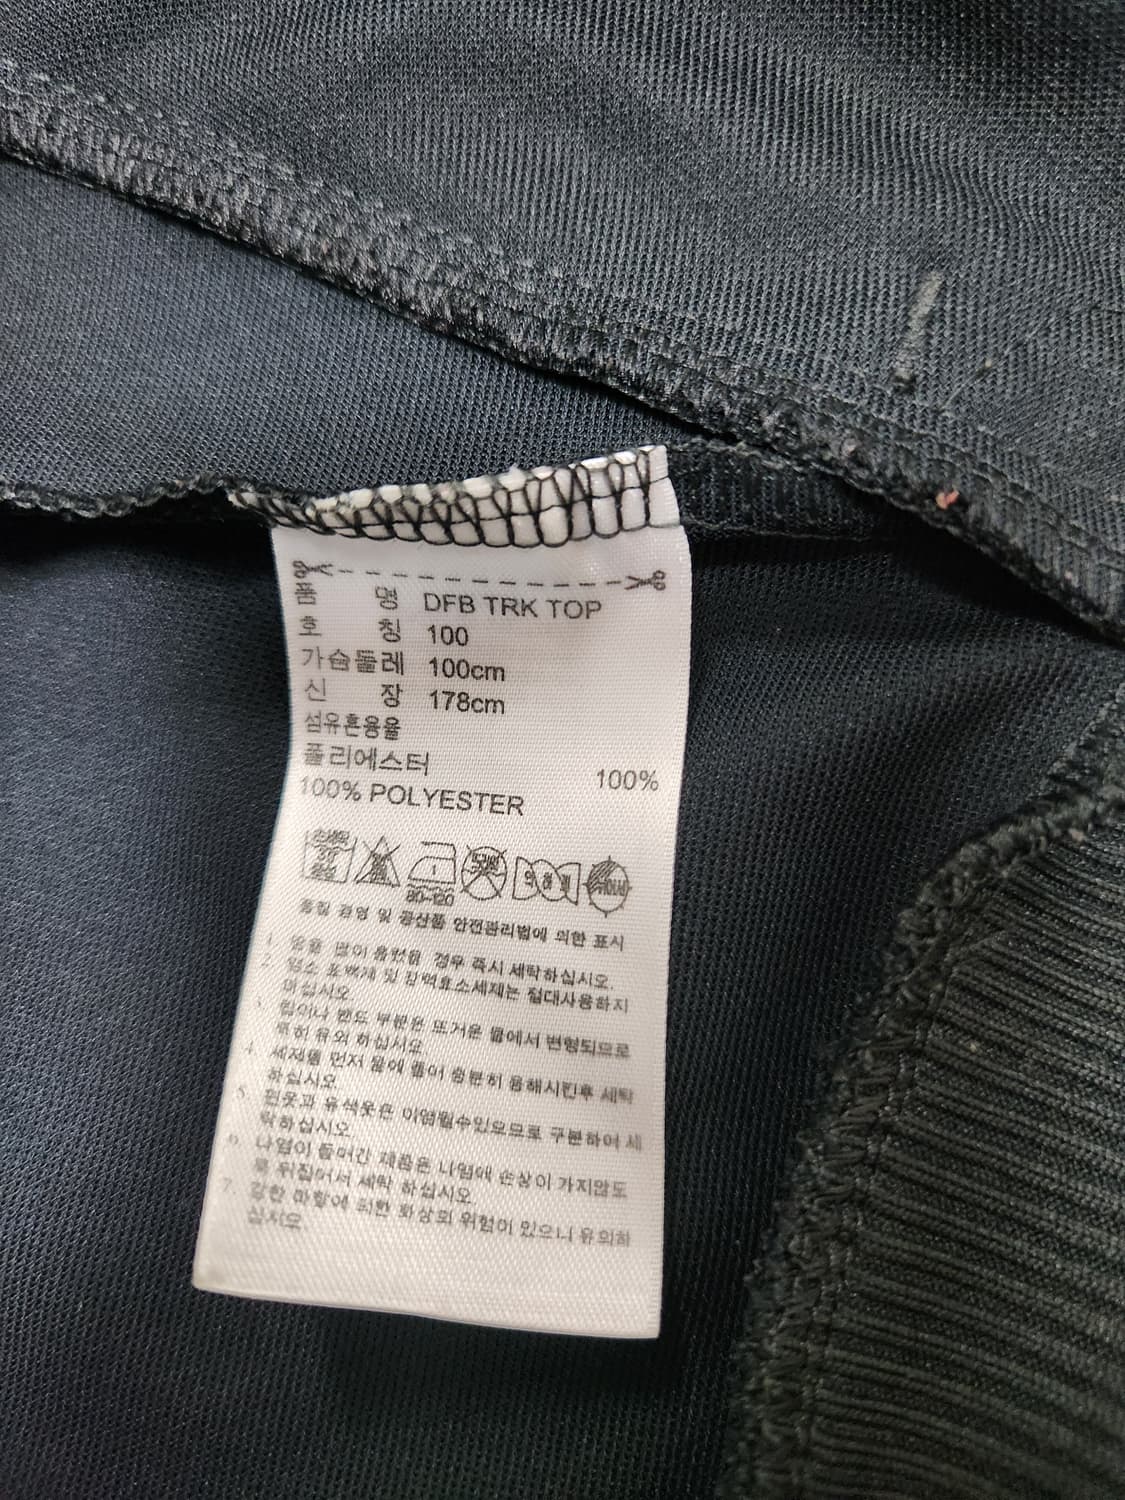 품 명 DFB TRK TOP
호 칭 100
가슴둘레 100cm
신 장 178cm
섬유혼용율
폴리에스터 100%
100% POLYESTER
80-120
품질 경영 및 공산품 안전관리법에 의한 표시
1. 땀을 많이 흘렸을 경우 즉시 세탁하십시오.
2. 염소 표백제 및 강력효소세제는 절대사용하지
마십시오.
3. 립이나 밴드 부분은 뜨거운 물에서 변형되므로
특히 유의 하십시오.
4. 세제를 먼저 물에 풀어 충분히 용해시킨후 세탁
하십시오.
5. 흰옷과 유색옷은 이염될수있으므로 구분하여 세
탁하십시오.
6. 나염이 들어간 제품은 나염에 손상이 가지않도
록 뒤집어서 세탁 하십시오.
7. 강한 마찰에 의한 화상의 위험이 있으니 유의하
십시오.